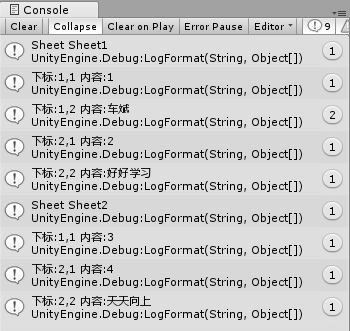 Console
Clear Collapse Clear on Play Error Pause Editor 9
Sheet Sheet1
UnityEngine.Debug:LogFormat(String, Object[]) 1
下标:1,1 内容:1
UnityEngine.Debug:LogFormat(String, Object[]) 1
下标:1,2 内容:车斌
UnityEngine.Debug:LogFormat(String, Object[]) 2
下标:2,1 内容:2
UnityEngine.Debug:LogFormat(String, Object[]) 1
下标:2,2 内容:好好学习
UnityEngine.Debug:LogFormat(String, Object[]) 1
Sheet Sheet2
UnityEngine.Debug:LogFormat(String, Object[]) 1
下标:1,1 内容:3
UnityEngine.Debug:LogFormat(String, Object[]) 1
下标:2,1 内容:4
UnityEngine.Debug:LogFormat(String, Object[]) 1
下标:2,2 内容:天天向上
UnityEngine.Debug:LogFormat(String, Object[]) 1